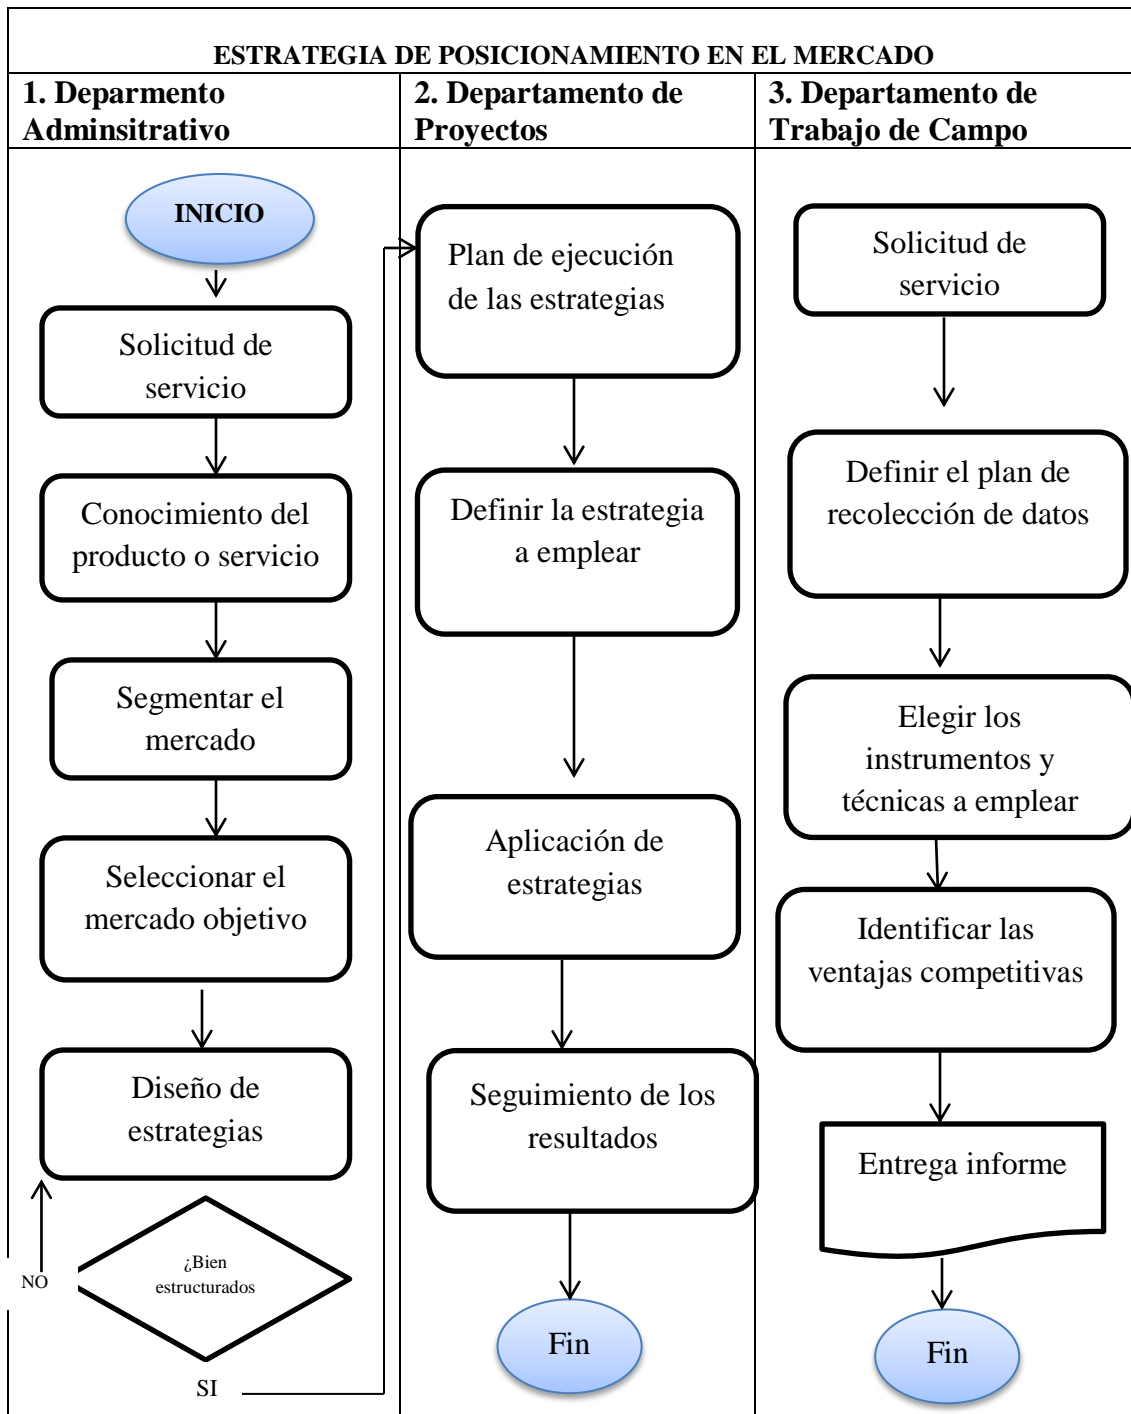 ESTRATEGIA DE POSICIONAMIENTO EN EL MERCADO
1. Deparmento
Adminsitrativo
2. Departamento de
Proyectos
3. Departamento de
Trabajo de Campo
INICIO
Solicitud de
servicio
Conocimiento del
producto o servicio
Segmentar el
mercado
Seleccionar el
mercado objetivo
Diseño de
estrategias
¿Bien
estructurados
NO
SI
Plan de ejecución
de las estrategias
Definir la estrategia
a emplear
Aplicación de
estrategias
Seguimiento de los
resultados
Fin
Solicitud de
servicio
Definir el plan de
recolección de datos
Elegir los
instrumentos y
técnicas a emplear
Identificar las
ventajas competitivas
Entrega informe
Fin